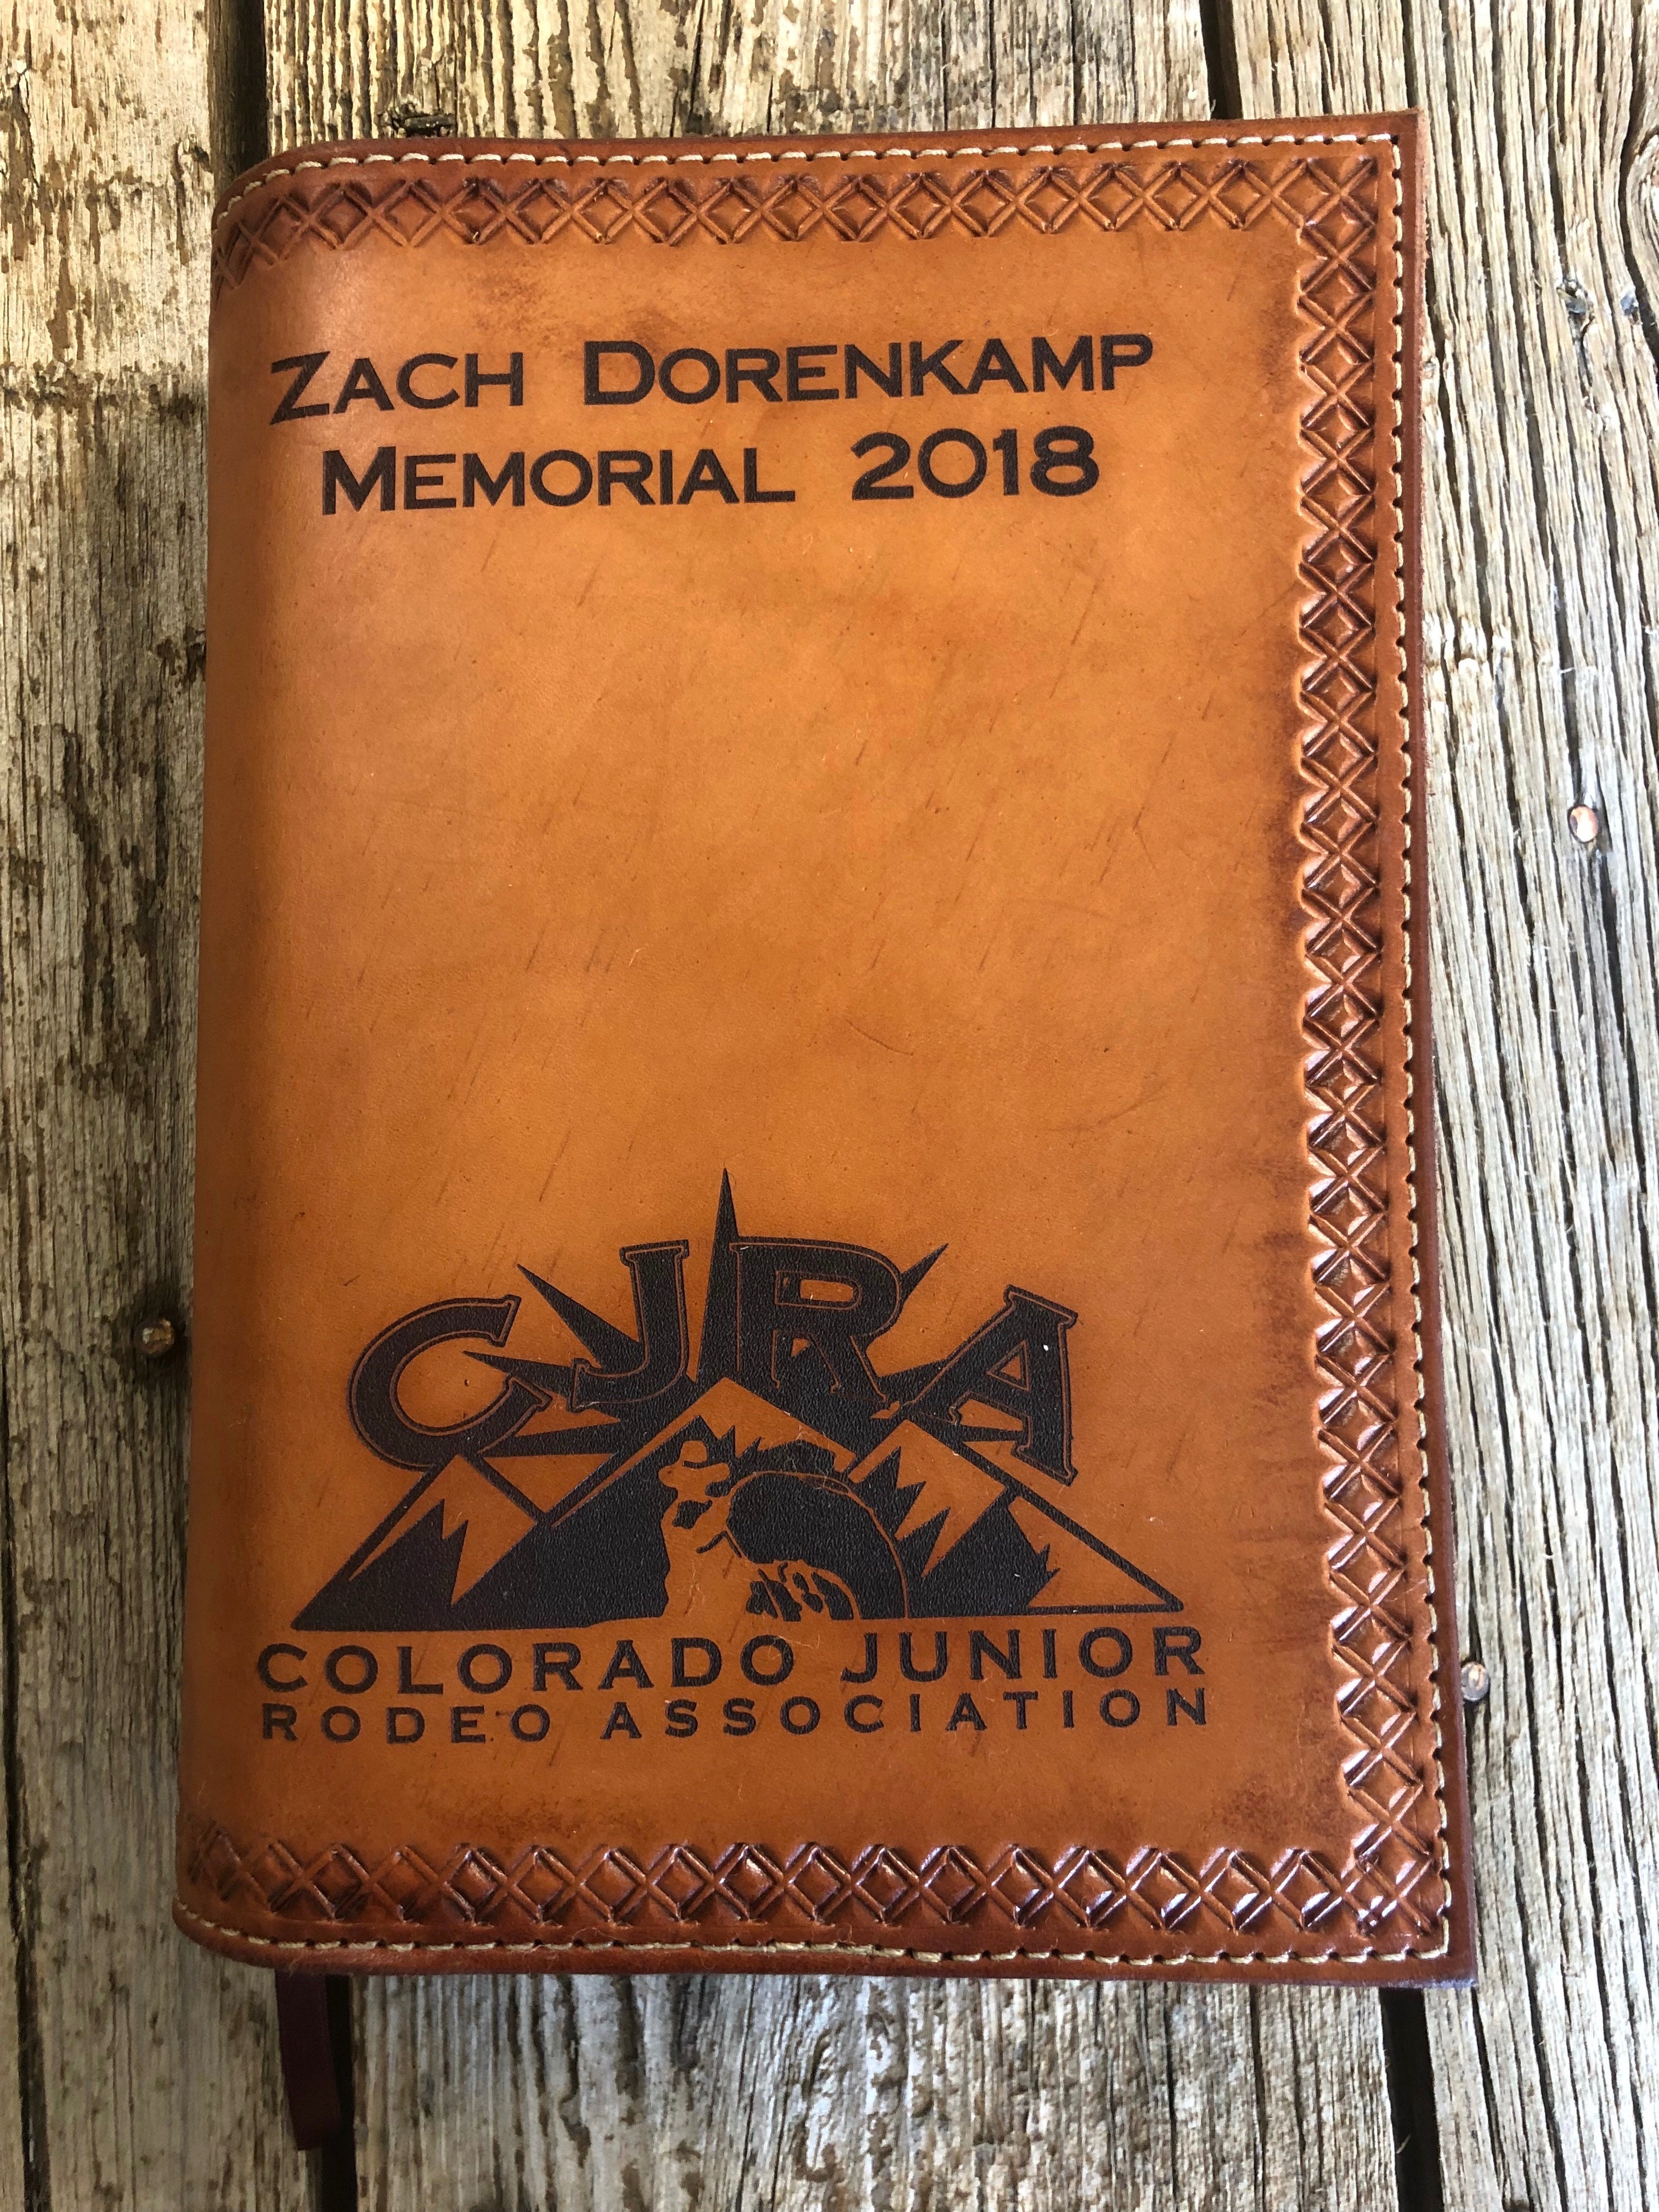 ZACH DORENKAMP
MEMORIAL 2018
CJRA
COLORADO JUNIOR
RODEO ASSOCIATION